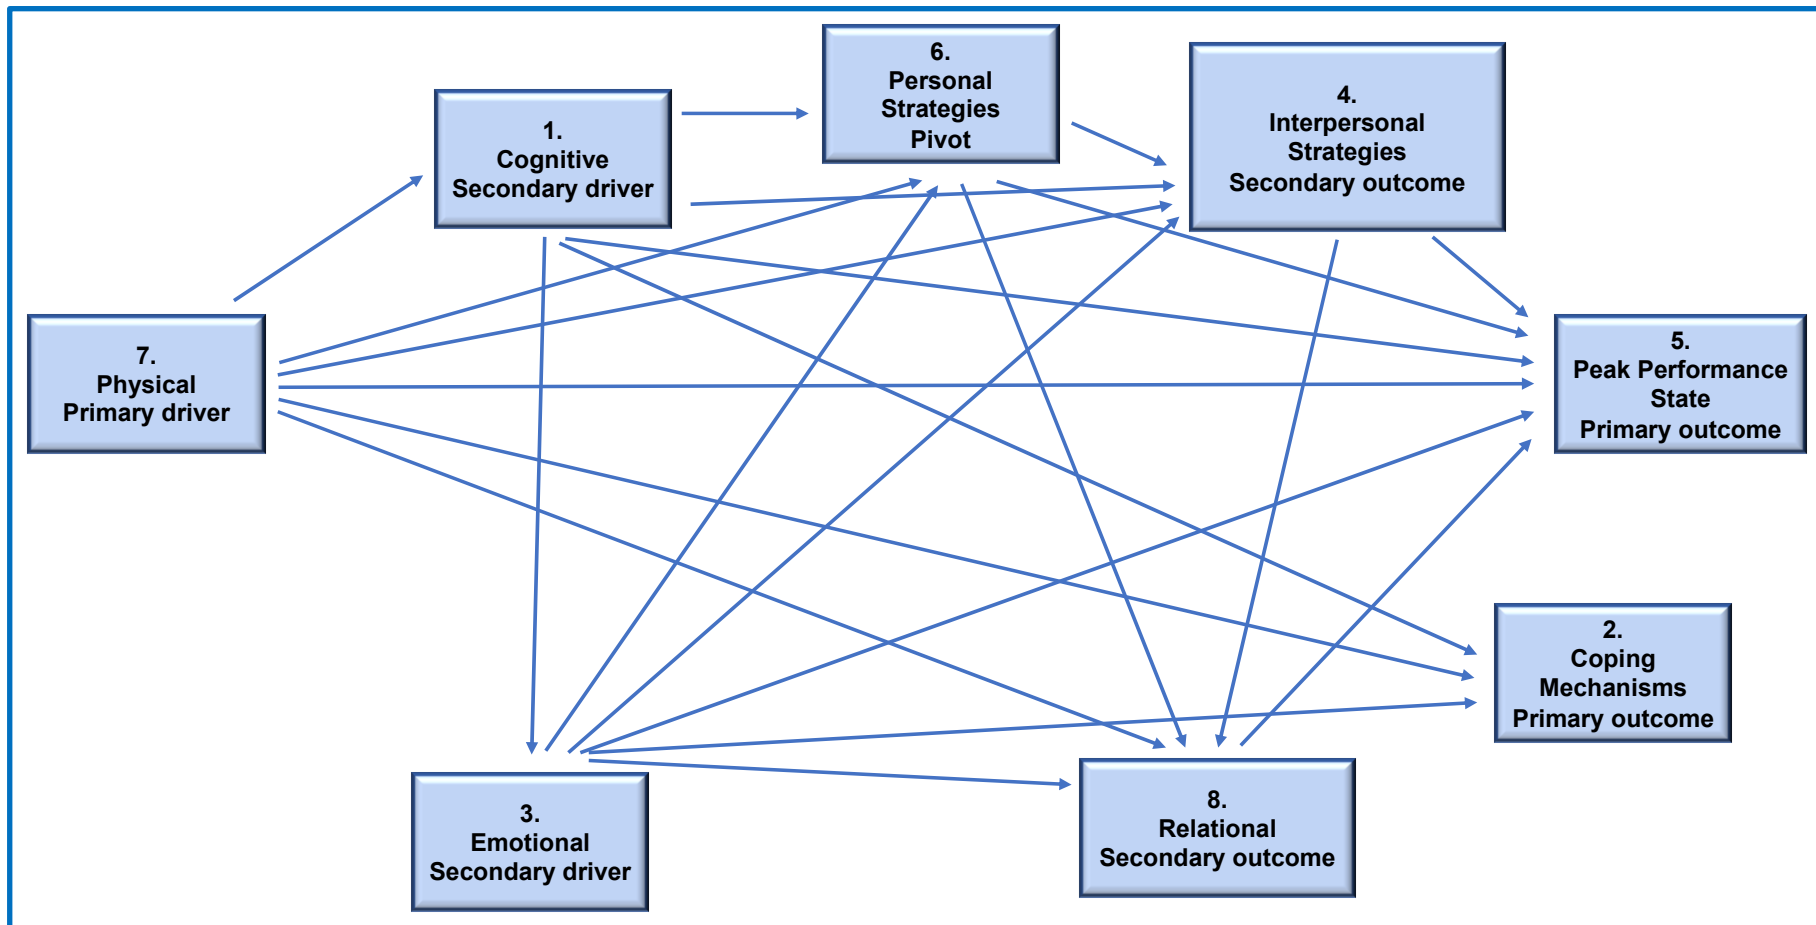 6.
Personal
Strategies
Pivot
4.
Interpersonal
Strategies
Secondary outcome
1.
Cognitive
Secondary driver
7.
Physical
Primary driver
5.
Peak Performance
State
Primary outcome
2.
Coping
Mechanisms
Primary outcome
3.
Emotional
Secondary driver
8.
Relational
Secondary outcome